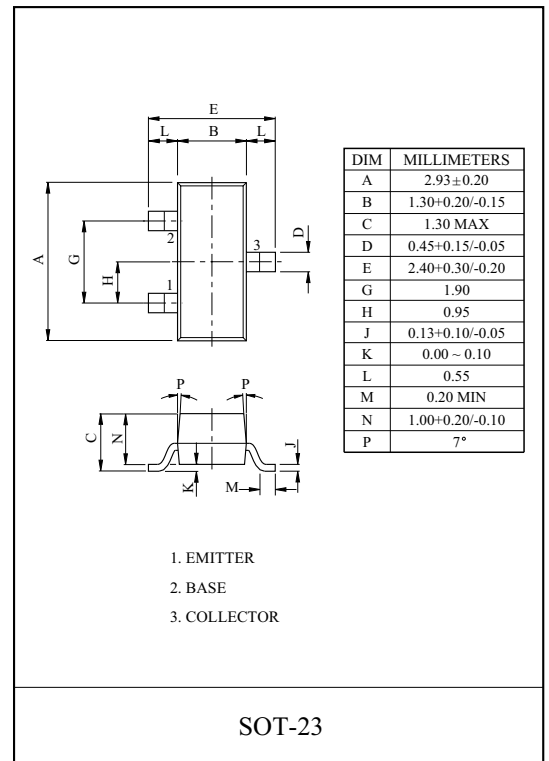 E
L B L
A
G
H
2
1
3
D
DIM MILLIMETERS
A 2.93±0.20
B 1.30+0.20/-0.15
C 1.30 MAX
D 0.45+0.15/-0.05
E 2.40+0.30/-0.20
G 1.90
H 0.95
J 0.13+0.10/-0.05
K 0.00 ~ 0.10
L 0.55
M 0.20 MIN
N 1.00+0.20/-0.10
P 7°
P P
C
N
K
M
J
1. EMITTER
2. BASE
3. COLLECTOR
SOT-23